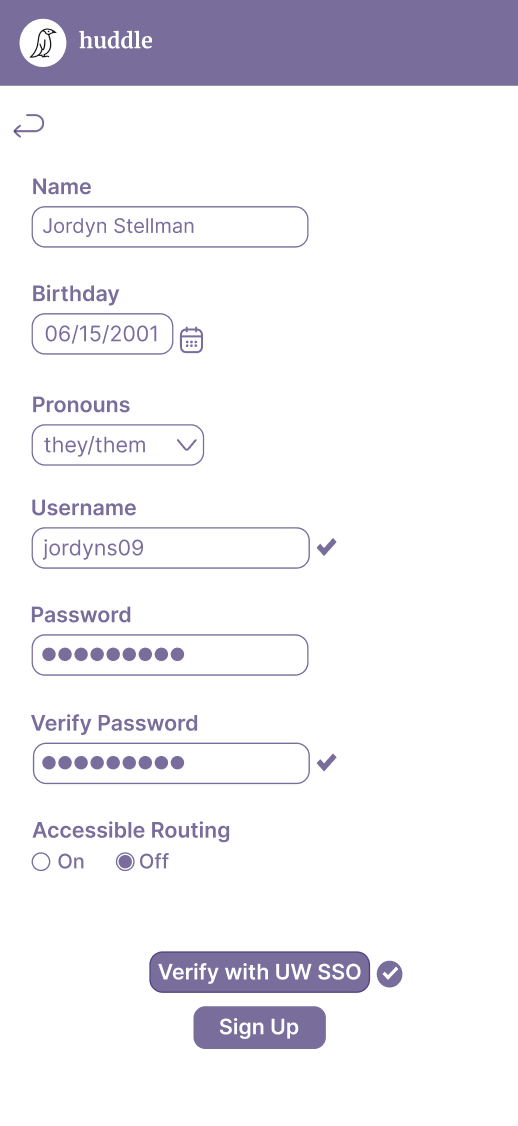 huddle
Name
Jordyn Stellman
Birthday
06/15/2001
Pronouns
they/them
Username
jordyns09
Password
●●●●●●●●●
Verify Password
●●●●●●●●●
Accessible Routing
On Off
Verify with UW SSO
Sign Up